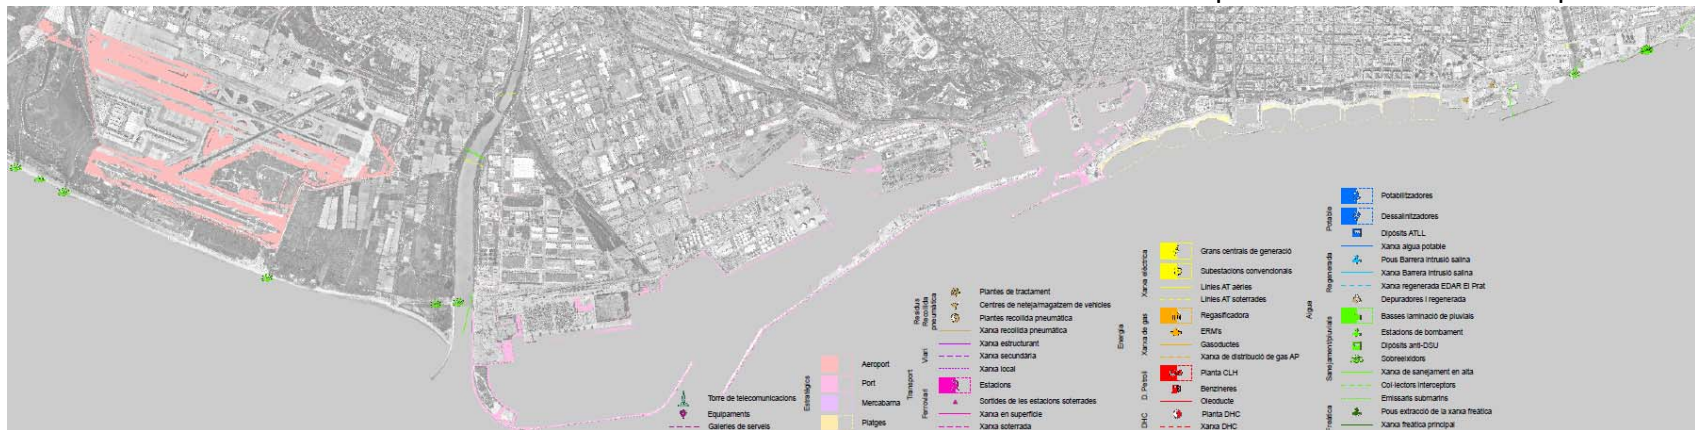 Torre de telecomunicacions
Equipaments
Galeries de serveis
Estratègics
Aeroport
Port
Mercabarna
Platges
Residus
Recollida
pneumàtica
Plantes de tractament
Centres de neteja/magatzem de vehicles
Plantes recollida pneumàtica
Xarxa recollida pneumàtica
Transport
Viari
Xarxa estructurant
Xarxa secundària
Xarxa local
Ferroviari
Estacions
Sortides de les estacions soterrades
Xarxa en superfície
Xarxa soterrada
Energia
Xarxa elèctrica
Grans centrals de generació
Subestacions convencionals
Línies AT aèries
Línies AT soterrades
Xarxa de gas
Regasificadora
ERM's
Gasoductes
Xarxa de distribució de gas AP
D. Petroli
Planta CLH
Benzineres
Oleoducte
DHC
Planta DHC
Xarxa DHC
Aigua
Potable
Potabilitzadores
Dessalinitzadores
Dipòsits ATLL
Xarxa aigua potable
Regenerada
Pous Barrera intrusió salina
Xarxa Barrera intrusió salina
Xarxa regenerada EDAR El Prat
Depuradores i regenerada
Sanejament/pluvials
Basses laminació de pluvials
Estacions de bombament
Dipòsits anti-DSU
Sobreeixidors
Xarxa de sanejament en alta
Col·lectors interceptors
Emissaris submarins
Freàtica
Pous extracció de la xarxa freàtica
Xarxa freàtica principal